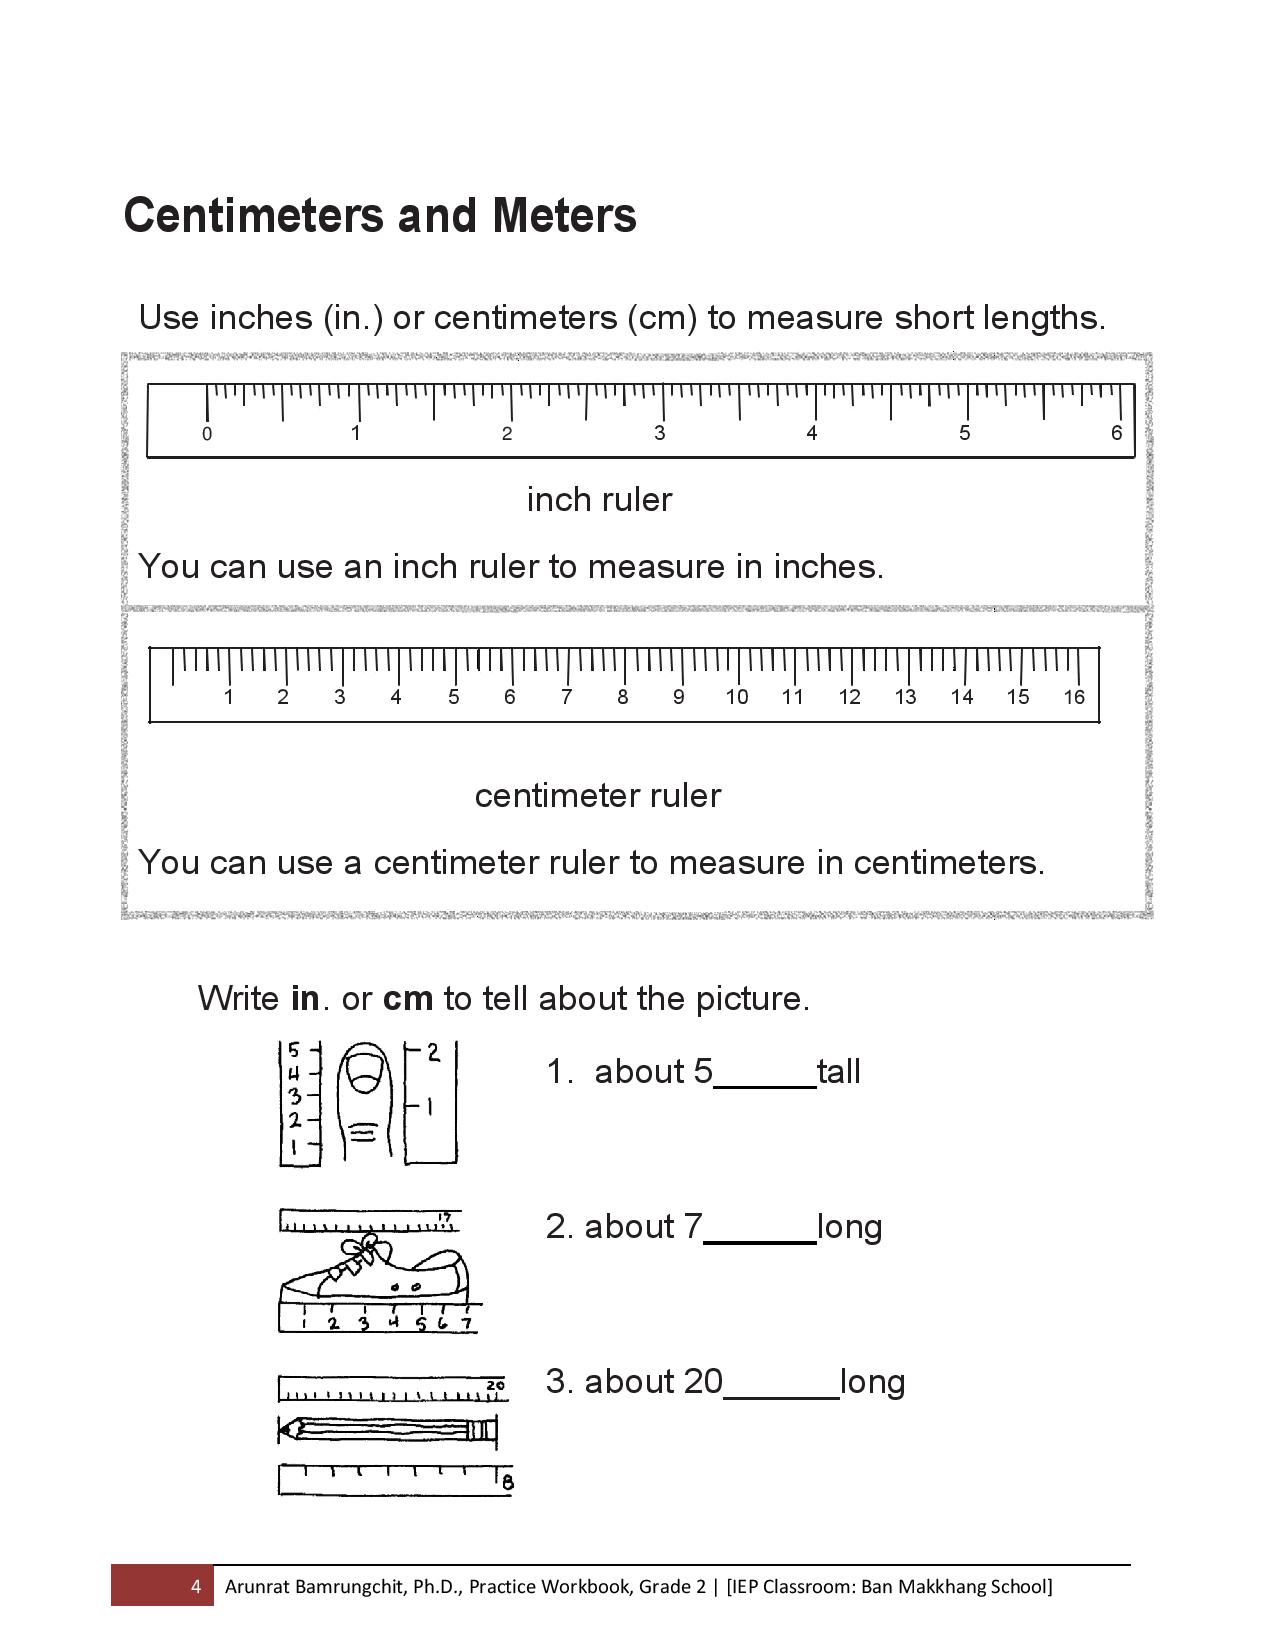 Centimeters and Meters
Use inches (in.) or centimeters (cm) to measure short lengths.
0 1 2 3 4 5 6
inch ruler
You can use an inch ruler to measure in inches.
1 2 3 4 5 6 7 8 9 10 11 12 13 14 15 16
centimeter ruler
You can use a centimeter ruler to measure in centimeters.
Write in. or cm to tell about the picture.
5 2
4
3
2 1
1
1. about 5______tall
17
2. about 7______long
1 2 3 4 5 6 7
20
3. about 20______long
8
4 Arunrat Bamrungchit, Ph.D., Practice Workbook, Grade 2 | [IEP Classroom: Ban Makkhang School]